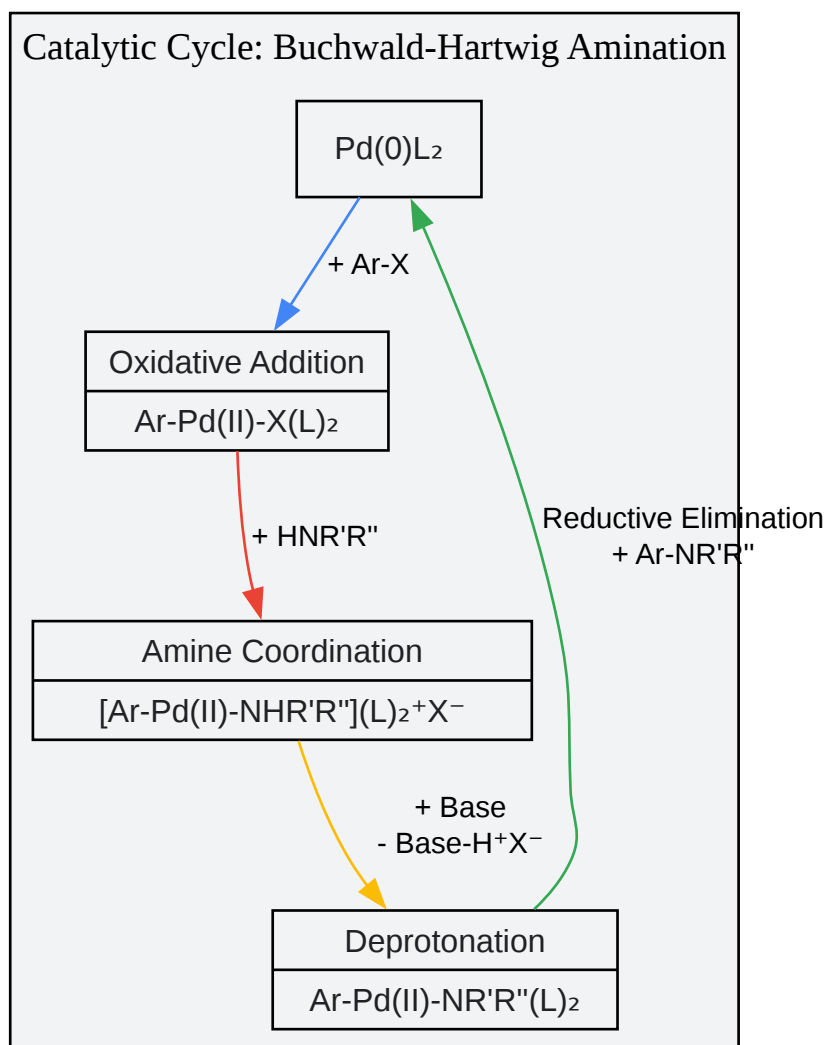 Catalytic Cycle: Buchwald-Hartwig Amination
Pd(0)L₂
+ Ar-X
Oxidative Addition
Ar-Pd(II)-X(L)₂
+ HNR'R"
Reductive Elimination
+ Ar-NR'R"
Amine Coordination
[Ar-Pd(II)-NHR'R"](L)₂⁺X⁻
+ Base
- Base-H⁺X⁻
Deprotonation
Ar-Pd(II)-NR'R"(L)₂